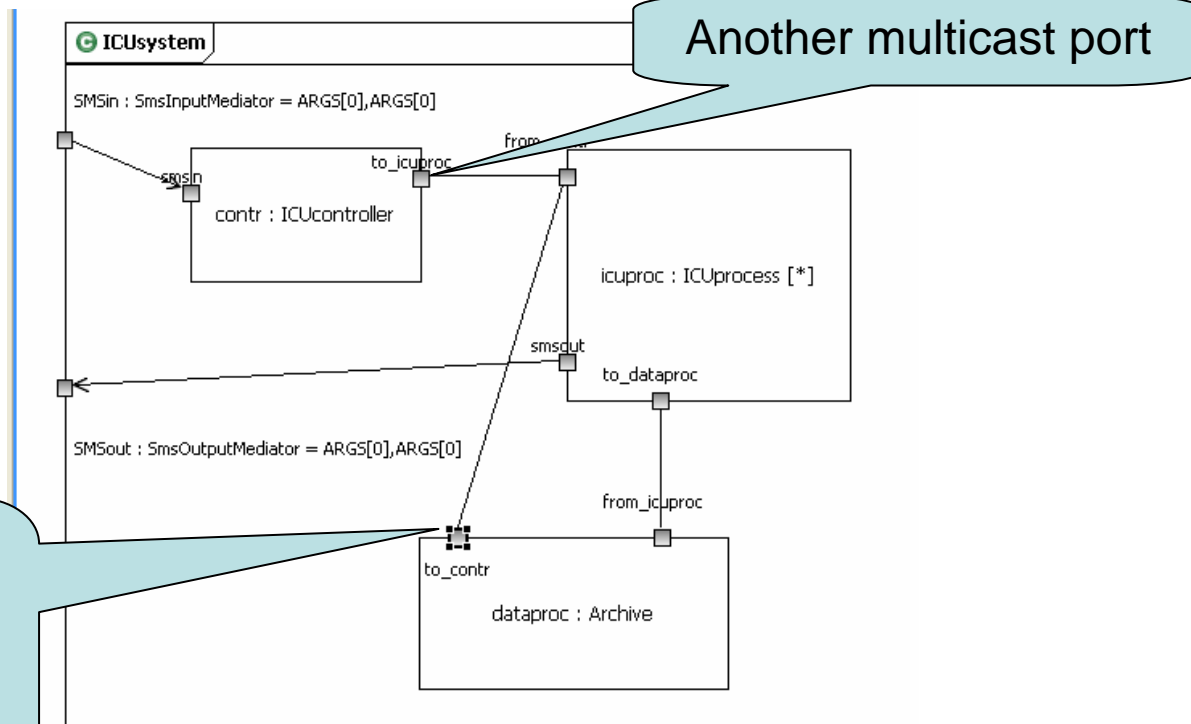 Another multicast port
ICUsystem
SMSin : SmsInputMediator = ARGS[0],ARGS[0]
to_icuproc
smsin
contr : ICUcontroller
icuproc : ICUprocess [*]
smsout
to_dataproc
SMSout : SmsOutputMediator = ARGS[0],ARGS[0]
from_icuproc
to_contr
dataproc : Archive